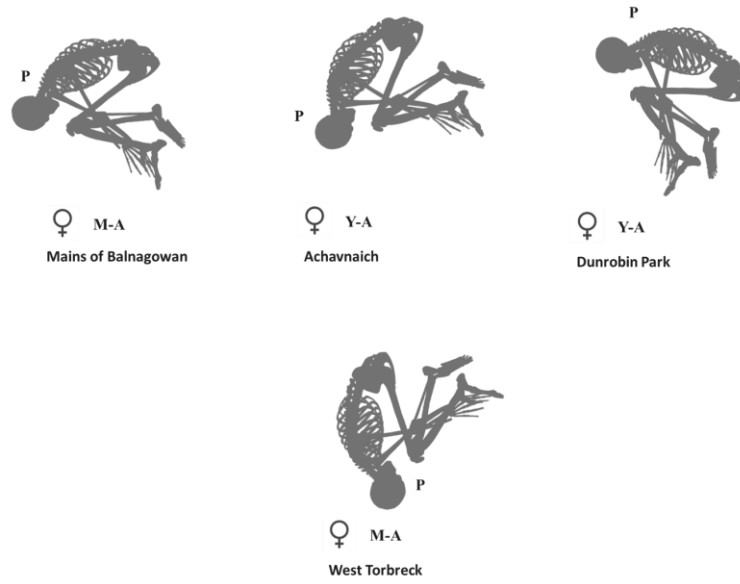 P
P
P
♀ M-A
♀ Y-A
♀ Y-A
Mains of Balnagowan
Achavnaich
Dunrobin Park
P
♀ M-A
West Torbreck